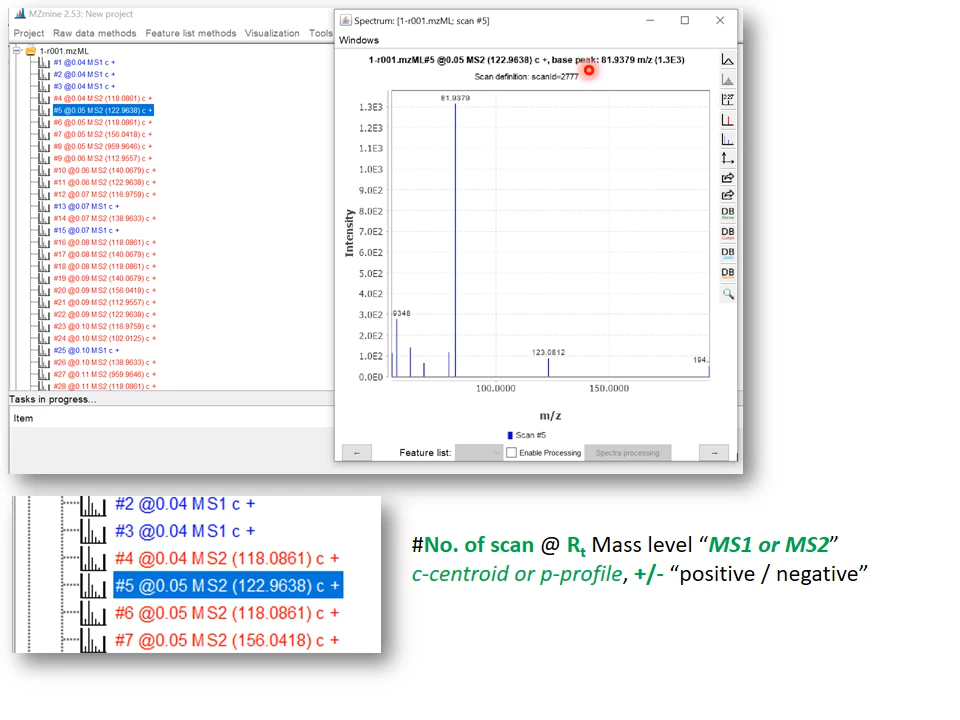 MZmine 2.53: New project
Project Raw data methods Feature list methods Visualization Tools
1-r001.mzML
#1 @0.04 MS1 c +
#2 @0.04 MS1 c +
#3 @0.04 MS1 c +
#4 @0.04 MS2 (118.0861) c +
#5 @0.05 MS2 (122.9638) c +
#6 @0.05 MS2 (118.0861) c +
#7 @0.05 MS2 (156.0418) c +
#8 @0.05 MS2 (959.9646) c +
#9 @0.06 MS2 (112.9557) c +
#10 @0.06 MS2 (140.0679) c +
#11 @0.06 MS2 (122.9638) c +
#12 @0.07 MS2 (116.9759) c +
#13 @0.07 MS1 c +
#14 @0.07 MS2 (138.9633) c +
#15 @0.07 MS1 c +
#16 @0.08 MS2 (118.0861) c +
#17 @0.08 MS2 (140.0679) c +
#18 @0.08 MS2 (118.0861) c +
#19 @0.09 MS2 (140.0679) c +
#20 @0.09 MS2 (156.0418) c +
#21 @0.09 MS2 (112.9557) c +
#22 @0.09 MS2 (122.9638) c +
#23 @0.10 MS2 (116.9759) c +
#24 @0.10 MS2 (102.0125) c +
#25 @0.10 MS1 c +
#26 @0.10 MS2 (138.9633) c +
#27 @0.11 MS2 (959.9646) c +
#28 @0.11 MS2 (118.0861) c +
Tasks in progress...
Item
Spectrum: [1-r001.mzML; scan #5]
Windows
1-r001.mzML#5 @0.05 MS2 (122.9638) c +, base peak: 81.9379 m/z (1.3E3)
Scan definition: scanId=2777
81.9379
1.3E3
1.2E3
1.1E3
1.0E3
9.0E2
8.0E2
7.0E2
6.0E2
5.0E2
4.0E2
3.0E2
2.0E2
1.0E2
0.0E0
Intensity
9348
123.0812
194.
100.0000 150.0000
m/z
Scan #5
Feature list: Enable Processing Spectra processing
DB
DB
DB
DB
#2 @0.04 MS1 c +
#3 @0.04 MS1 c +
#4 @0.04 MS2 (118.0861) c +
#5 @0.05 MS2 (122.9638) c +
#6 @0.05 MS2 (118.0861) c +
#7 @0.05 MS2 (156.0418) c +
#No. of scan @ Rt Mass level “MS1 or MS2”
c-centroid or p-profile, +/- “positive / negative”